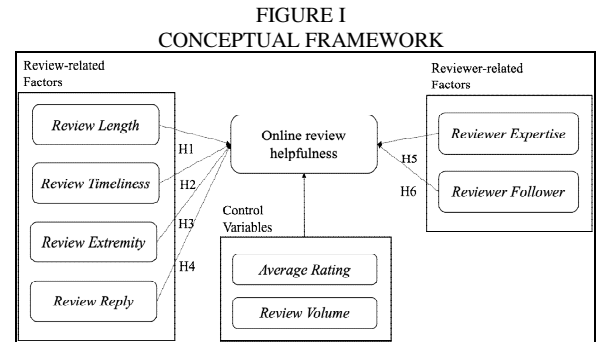 FIGURE I
CONCEPTUAL FRAMEWORK
Review-related
Factors
Review Length
Review Timeliness
Review Extremity
Review Reply
H1
H2
H3
H4
Online review
helpfulness
Control
Variables
Average Rating
Review Volume
H5
H6
Reviewer-related
Factors
Reviewer Expertise
Reviewer Follower